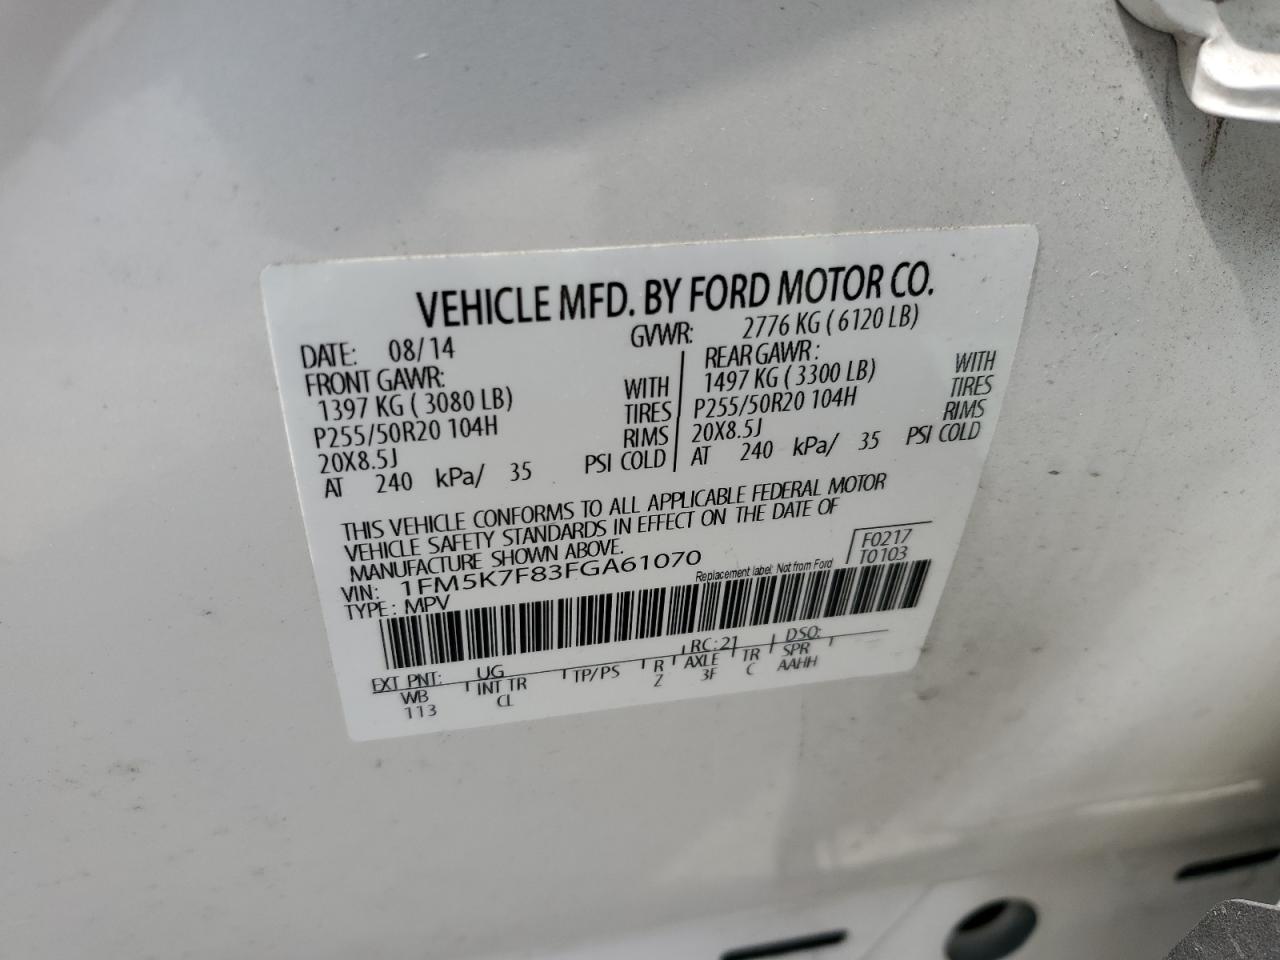 VEHICLE MFD. BY FORD MOTOR CO.
DATE: 08/14 GVWR: 2776 KG ( 6120 LB)
FRONT GAWR: REAR GAWR:
1397 KG ( 3080 LB) WITH 1497 KG ( 3300 LB) WITH
P255/50R20 104H TIRES P255/50R20 104H TIRES
20X8.5J RIMS 20X8.5J RIMS
AT 240 kPa/ 35 PSI COLD AT 240 kPa/ 35 PSI COLD
THIS VEHICLE CONFORMS TO ALL APPLICABLE FEDERAL MOTOR
VEHICLE SAFETY STANDARDS IN EFFECT ON THE DATE OF
MANUFACTURE SHOWN ABOVE. F0217
VIN: 1FM5K7F83FGA61070 Replacement label: Not from Ford T0103
TYPE: MPV
EXT PNT: UG RC: 21 DSO:
WB INT TR TP/PS R AXLE TR SPR
113 CL Z 3F C AAHH